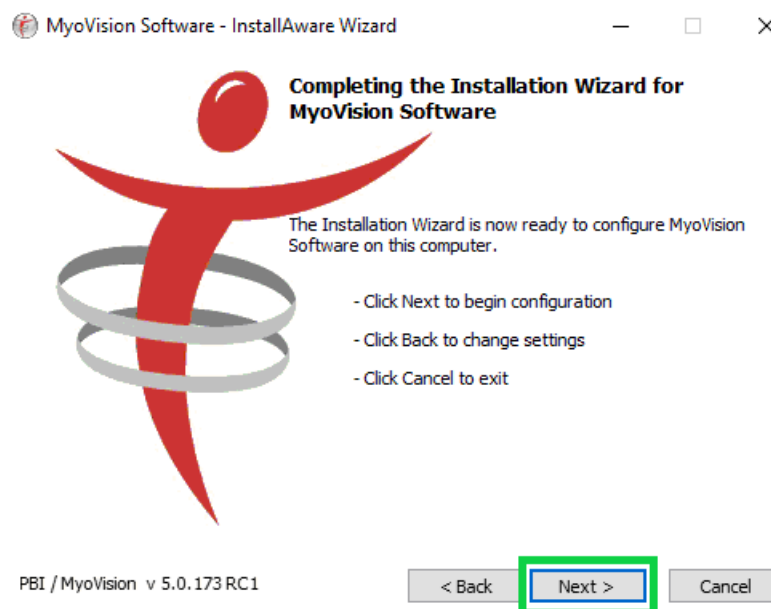 MyoVision Software - InstallAware Wizard
Completing the Installation Wizard for
MyoVision Software
The Installation Wizard is now ready to configure MyoVision
Software on this computer.
- Click Next to begin configuration
- Click Back to change settings
- Click Cancel to exit
PBI / MyoVision v 5.0.173 RC1
< Back
Next >
Cancel